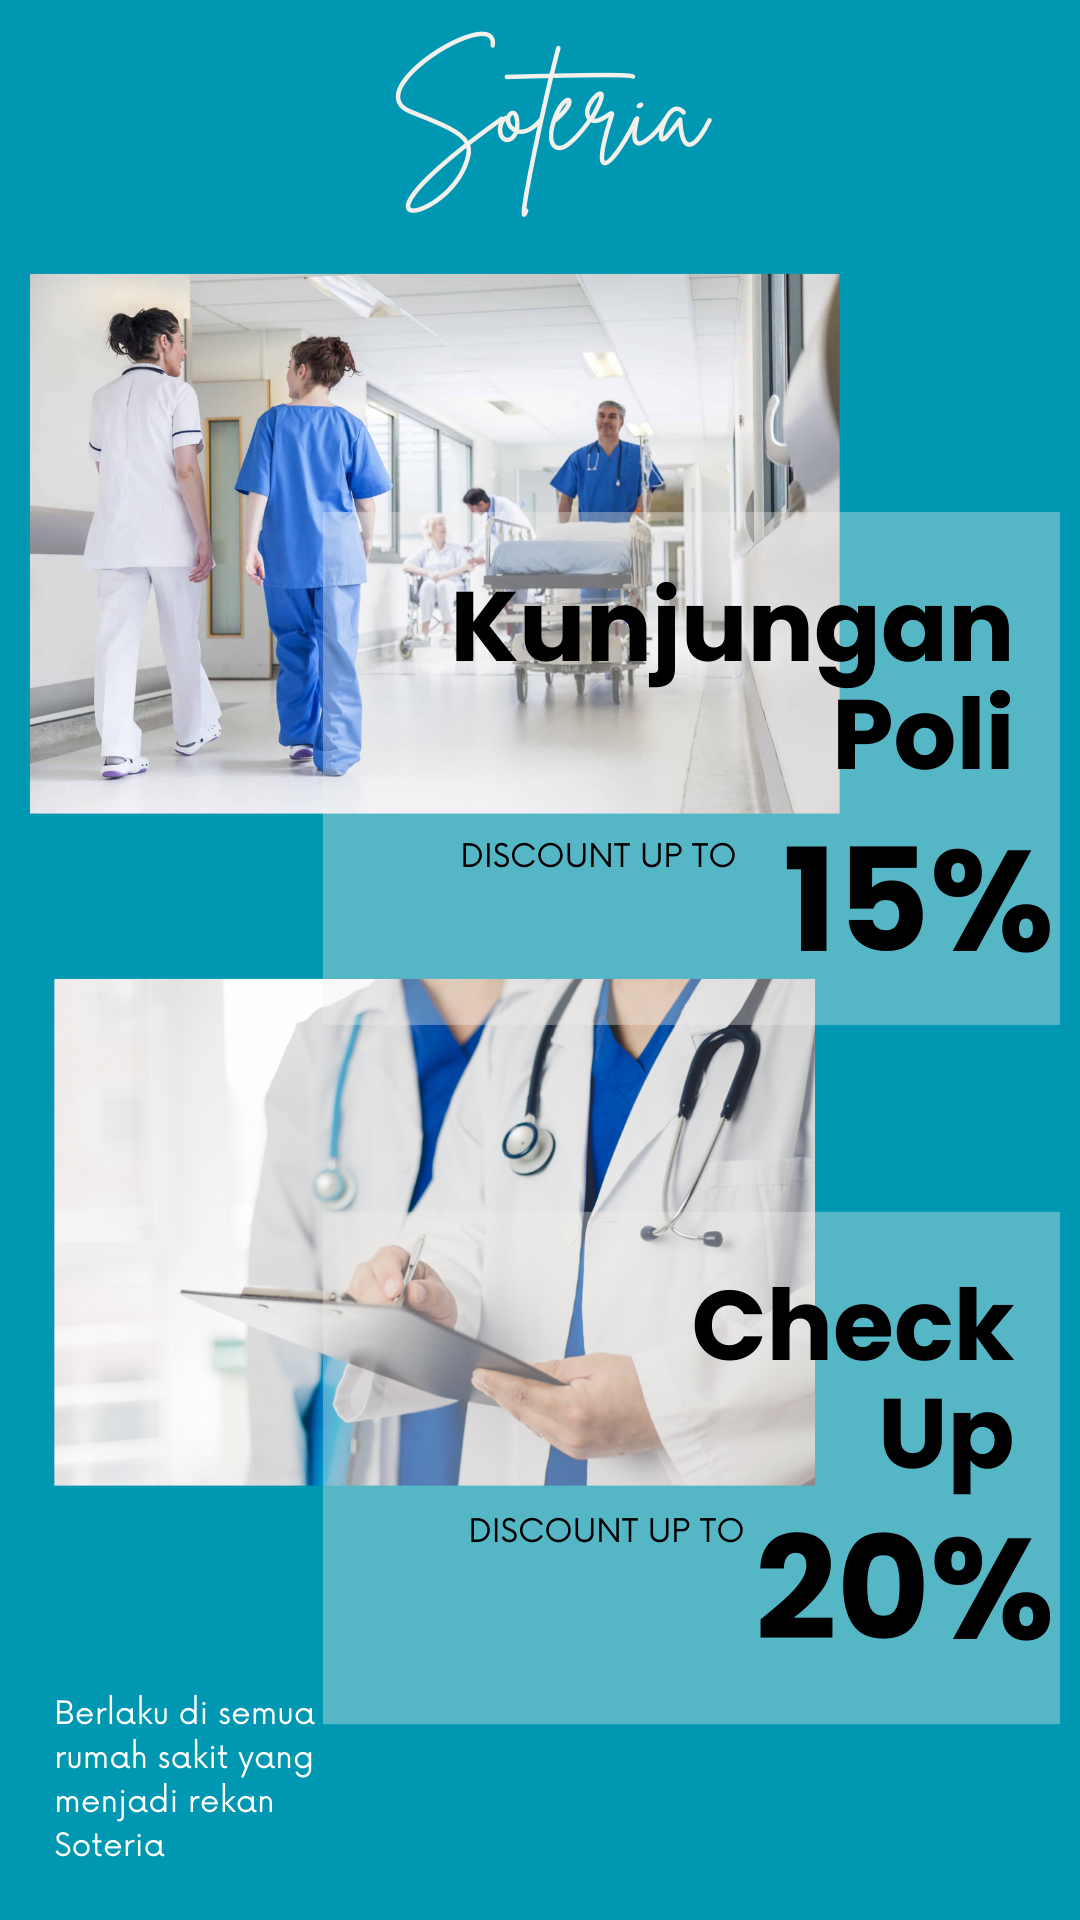 Soteria
Kunjungan
Poli
DISCOUNT UP TO
15%
Check
Up
DISCOUNT UP TO
20%
Berlaku di semua
rumah sakit yang
menjadi rekan
Soteria